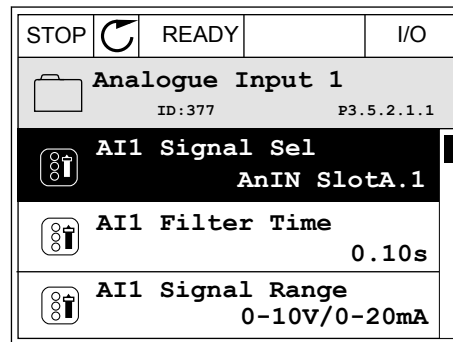 STOP READY I/O
Analogue Input 1
ID:377 P3.5.2.1.1
AI1 Signal Sel
AnIN SlotA.1
AI1 Filter Time
0.10s
AI1 Signal Range
0-10V/0-20mA